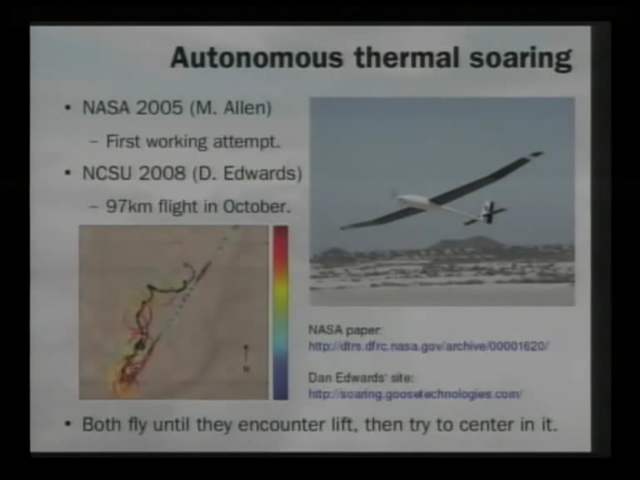 Autonomous thermal soaring
• NASA 2005 (M. Allen)
– First working attempt.
• NCSU 2008 (D. Edwards)
– 97km flight in October.
N
NASA paper:
http://dtrs.dfrc.nasa.gov/archive/00001620/
Dan Edwards' site:
http://soaring.goosetechnologies.com/
• Both fly until they encounter lift, then try to center in it.